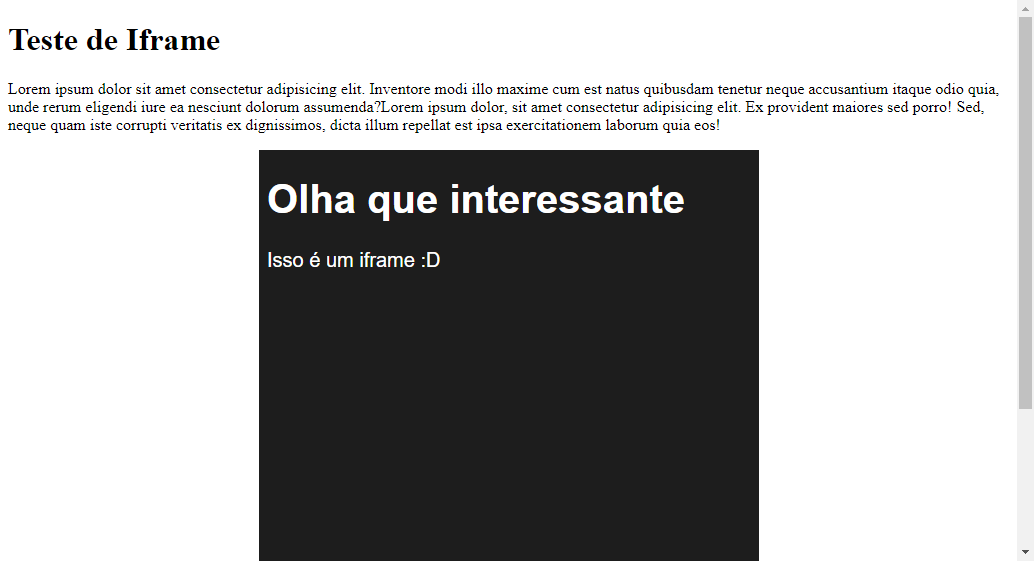 Teste de Iframe
Lorem ipsum dolor sit amet consectetur adipisicing elit. Inventore modi illo maxime cum est natus quibusdam tenetur neque accusantium itaque odio quia,
unde rerum eligendi iure ea nesciunt dolorum assumenda?Lorem ipsum dolor, sit amet consectetur adipisicing elit. Ex provident maiores sed porro! Sed,
neque quam iste corrupti veritatis ex dignissimos, dicta illum repellat est ipsa exercitationem laborum quia eos!
Olha que interessante
Isso é um iframe :D